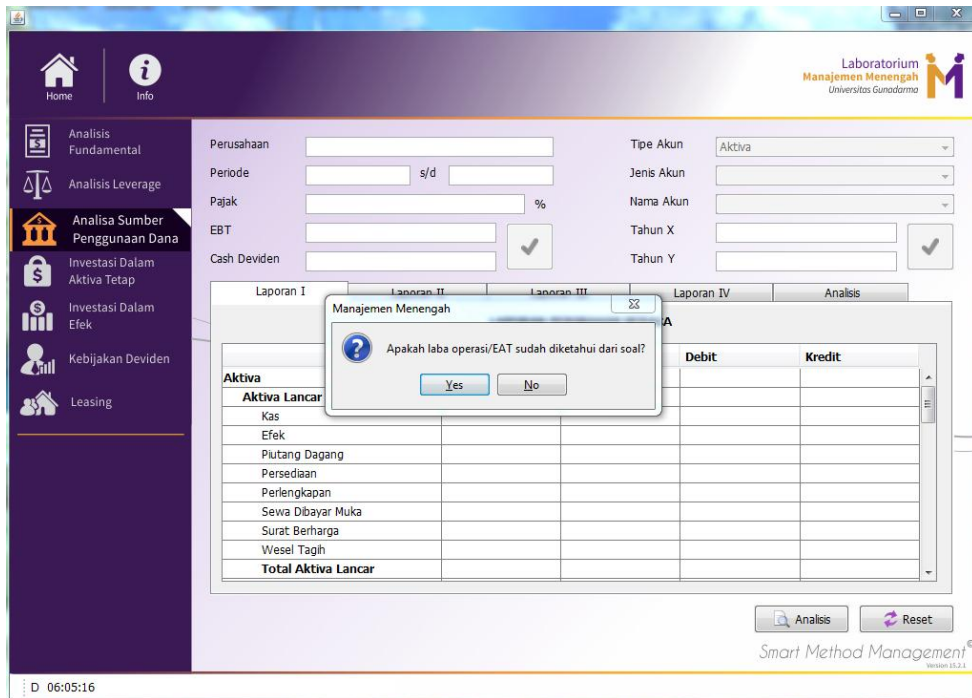 Home
Info
Laboratorium
Manajemen Menengah
Universitas Gunadarma
Analisis
Fundamental
Analisis Leverage
Analisa Sumber
Penggunaan Dana
Investasi Dalam
Aktiva Tetap
Investasi Dalam
Efek
Kebijakan Deviden
Leasing
Perusahaan
Periode
s/d
Pajak
%
EBT
Cash Deviden
Tipe Akun
Aktiva
Jenis Akun
Nama Akun
Tahun X
Tahun Y
Laporan I
Laporan II
Laporan III
Laporan IV
Analisis
Manajemen Menengah
Apakah laba operasi/EAT sudah diketahui dari soal?
Yes
No
Debit
Kredit
Aktiva
Aktiva Lancar
Kas
Efek
Piutang Dagang
Persediaan
Perlengkapan
Sewa Dibayar Muka
Surat Berharga
Wesel Tagih
Total Aktiva Lancar
Analisis
Reset
Smart Method Management©
Version 15.2.1
D 06:05:16